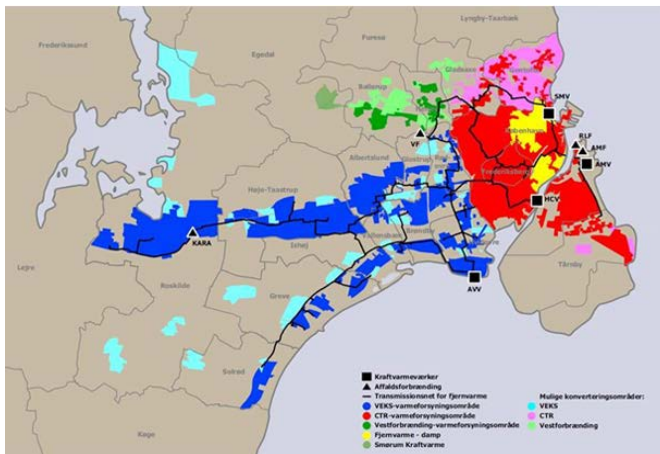 Lyngby-Taarbæk
Frederikssund
Furesø
Egedal
Gladsaxe
Gentofte
Ballerup
SMV
København
VF
RLF
AMF
Glostrup
AMV
Albertslund
Frederiksberg
Høje-Taastrup
HCV
KARA
Ishøj
Brøndby
Lejre
Tårnby
AVV
Roskilde
Greve
Solrød
Køge
Kraftvarmeværker
Affaldsforbrænding
Transmissionsnet for fjernvarme
VEKS-varmeforsyningsområde
CTR-varmeforsyningsområde
Vestforbrænding-varmeforsyningsområde
Fjernvarme - damp
Smørum Kraftvarme
Mulige konverteringsområder:
VEKS
CTR
Vestforbrænding